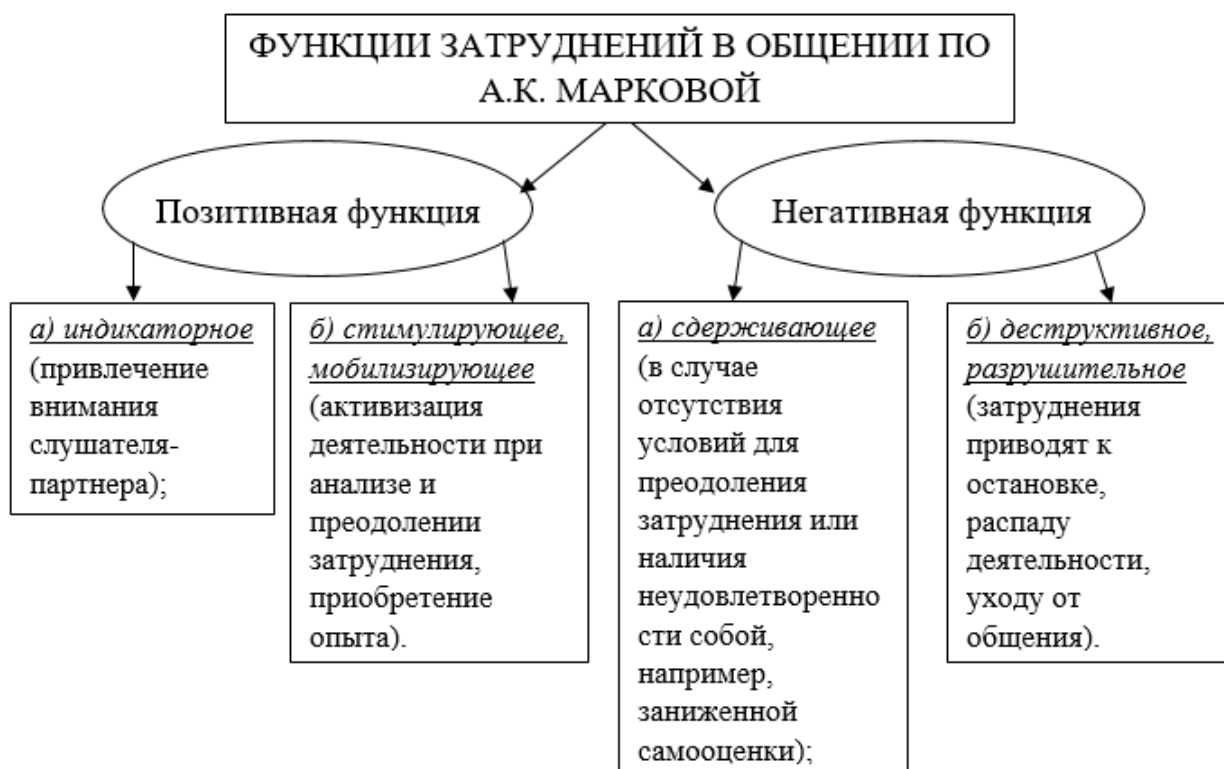 ФУНКЦИИ ЗАТРУДНЕНИЙ В ОБЩЕНИИ ПО
А.К. МАРКОВОЙ
Позитивная функция
Негативная функция
а) индикаторное
(привлечение
внимания
слушателя-
партнера);
б) стимулирующее,
мобилизирующее
(активизация
деятельности при
анализе и
преодолении
затруднения,
приобретение
опыта).
а) сдерживающее
(в случае
отсутствия
условий для
преодоления
затруднения или
наличия
неудовлетворенно
сти собой,
например,
заниженной
самооценки);
б) деструктивное,
разрушительное
(затруднения
приводят к
остановке,
распаду
деятельности,
уходу от
общения).